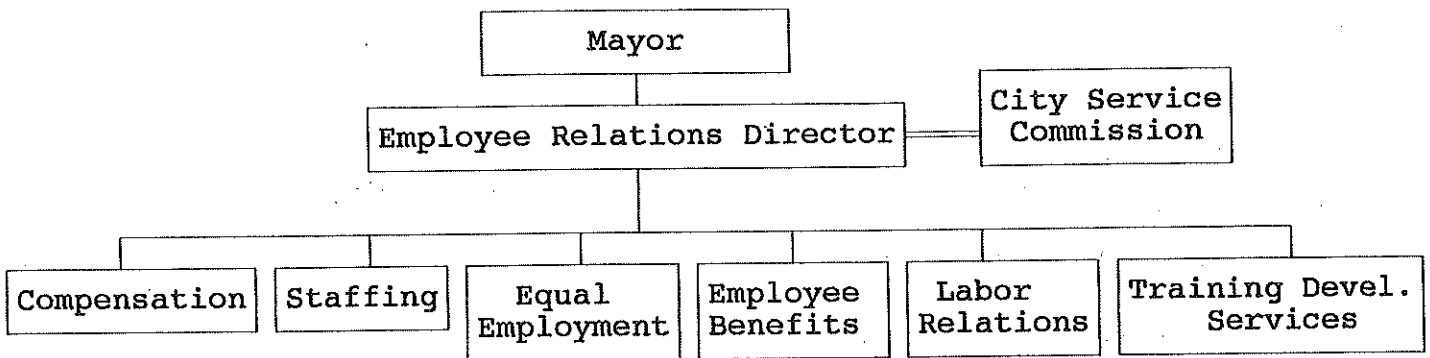 Mayor
Employee Relations Director
City Service
Commission
Compensation
Staffing
Equal
Employment
Employee
Benefits
Labor
Relations
Training Devel.
Services